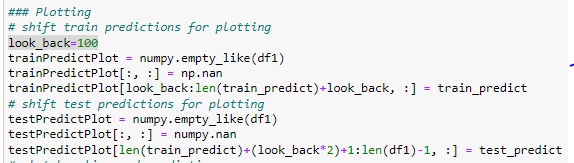 ### Plotting
# shift train predictions for plotting
look_back=100
trainPredictPlot = numpy.empty_like(df1)
trainPredictPlot[:, :] = np.nan
trainPredictPlot[look_back:len(train_predict)+look_back, :] = train_predict
# shift test predictions for plotting
testPredictPlot = numpy.empty_like(df1)
testPredictPlot[:, :] = numpy.nan
testPredictPlot[len(train_predict)+(look_back*2)+1:len(df1)-1, :] = test_predict